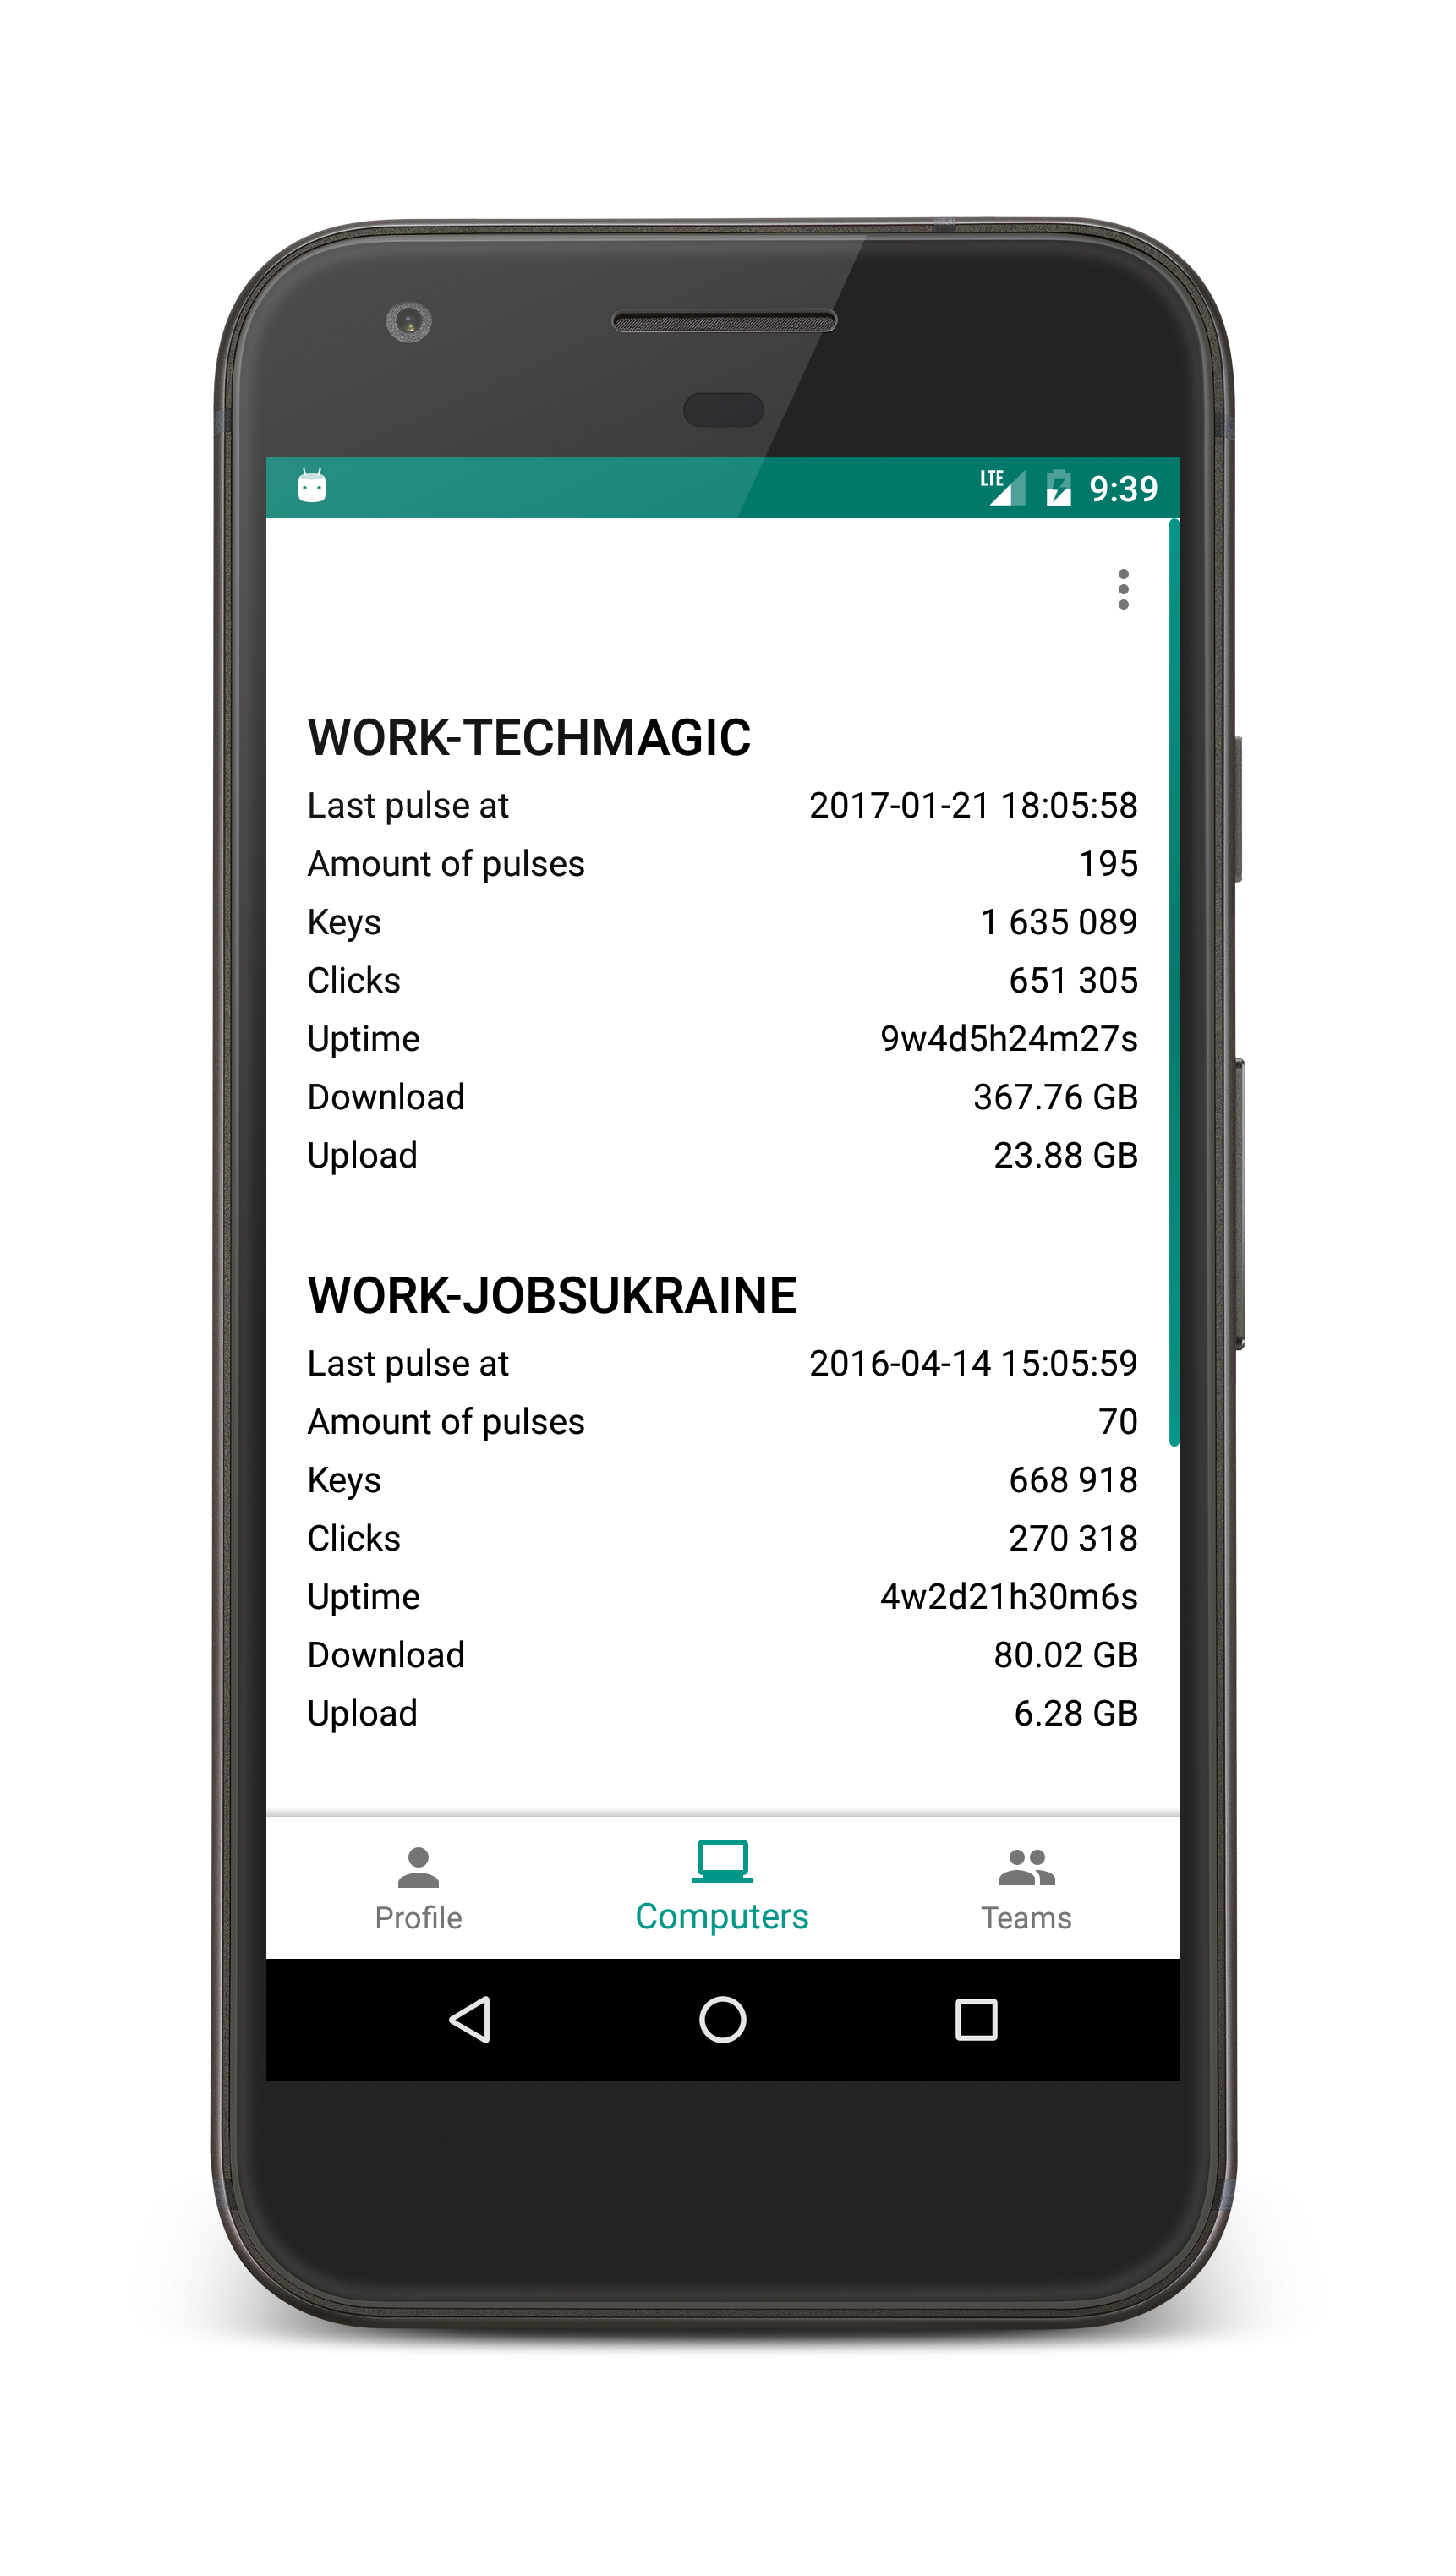 LTE 9:39
WORK-TECHMAGIC
Last pulse at 2017-01-21 18:05:58
Amount of pulses 195
Keys 1 635 089
Clicks 651 305
Uptime 9w4d5h24m27s
Download 367.76 GB
Upload 23.88 GB
WORK-JOBSUKRAINE
Last pulse at 2016-04-14 15:05:59
Amount of pulses 70
Keys 668 918
Clicks 270 318
Uptime 4w2d21h30m6s
Download 80.02 GB
Upload 6.28 GB
Profile Computers Teams